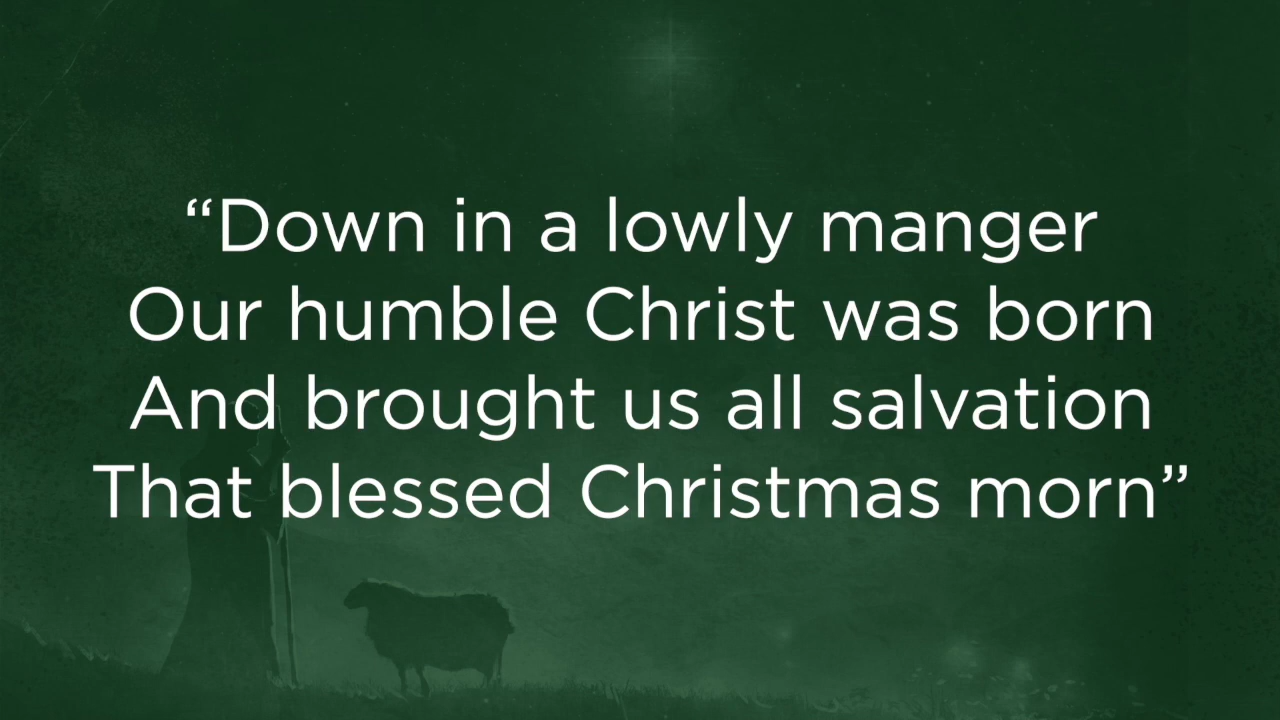 “Down in a lowly manger
Our humble Christ was born
And brought us all salvation
That blessed Christmas morn”